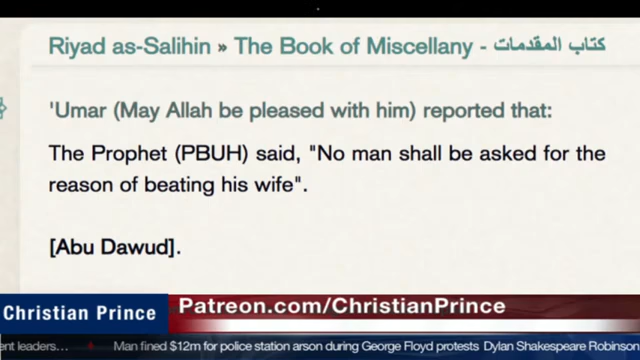 Riyad as-Salihin » The Book of Miscellany - كتاب المقدمات
'Umar (May Allah be pleased with him) reported that:
The Prophet (PBUH) said, "No man shall be asked for the
reason of beating his wife".
[Abu Dawud].
Christian Prince
Patreon.com/ChristianPrince
ent leaders... Man fined $12m for police station arson during George Floyd protests Dylan Shakespeare Robinson